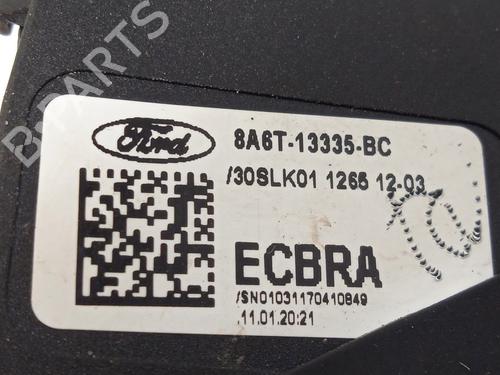 B-PARTS
Ford
8A6T-13335-BC
/30SLK01 1265 12-03
ECBRA
/SN01031170410849
.11.01.20:21